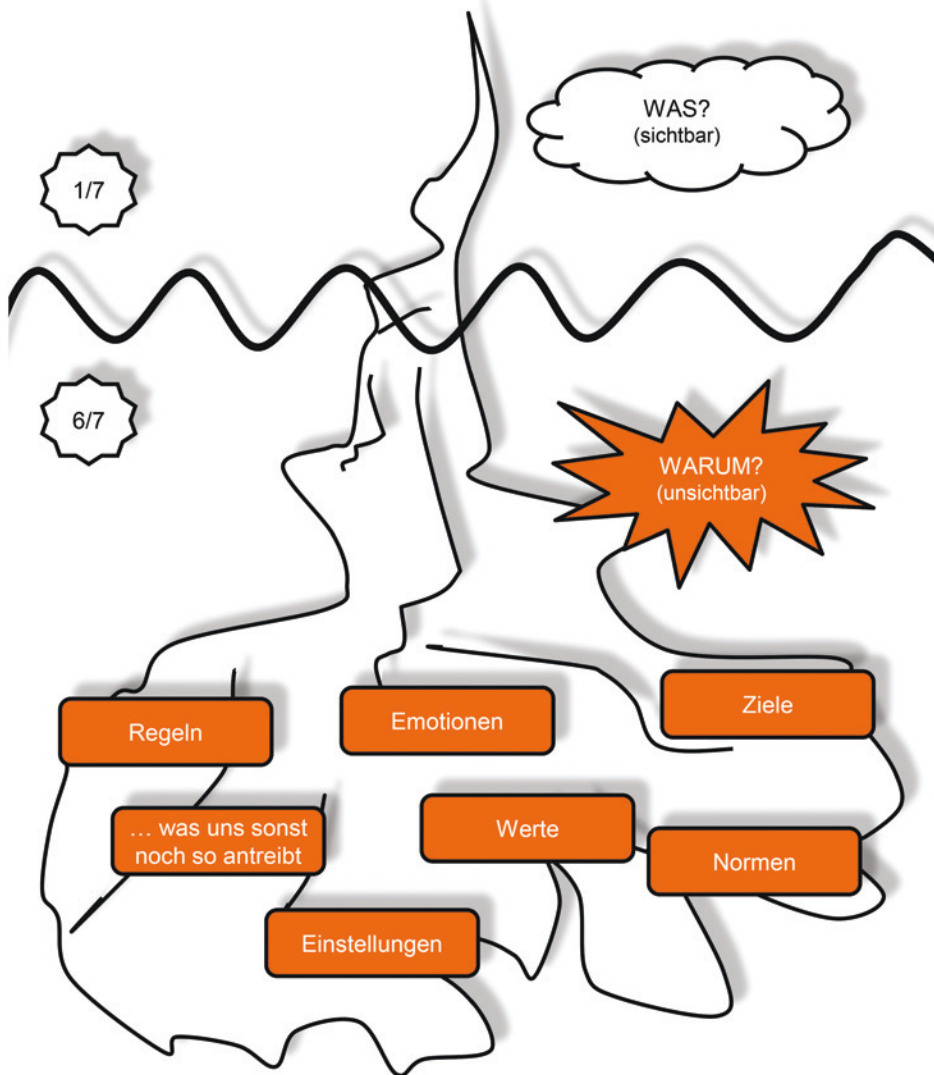 WAS?
(sichtbar)
1/7
6/7
WARUM?
(unsichtbar)
Regeln
Emotionen
Ziele
... was uns sonst
noch so antreibt
Werte
Normen
Einstellungen